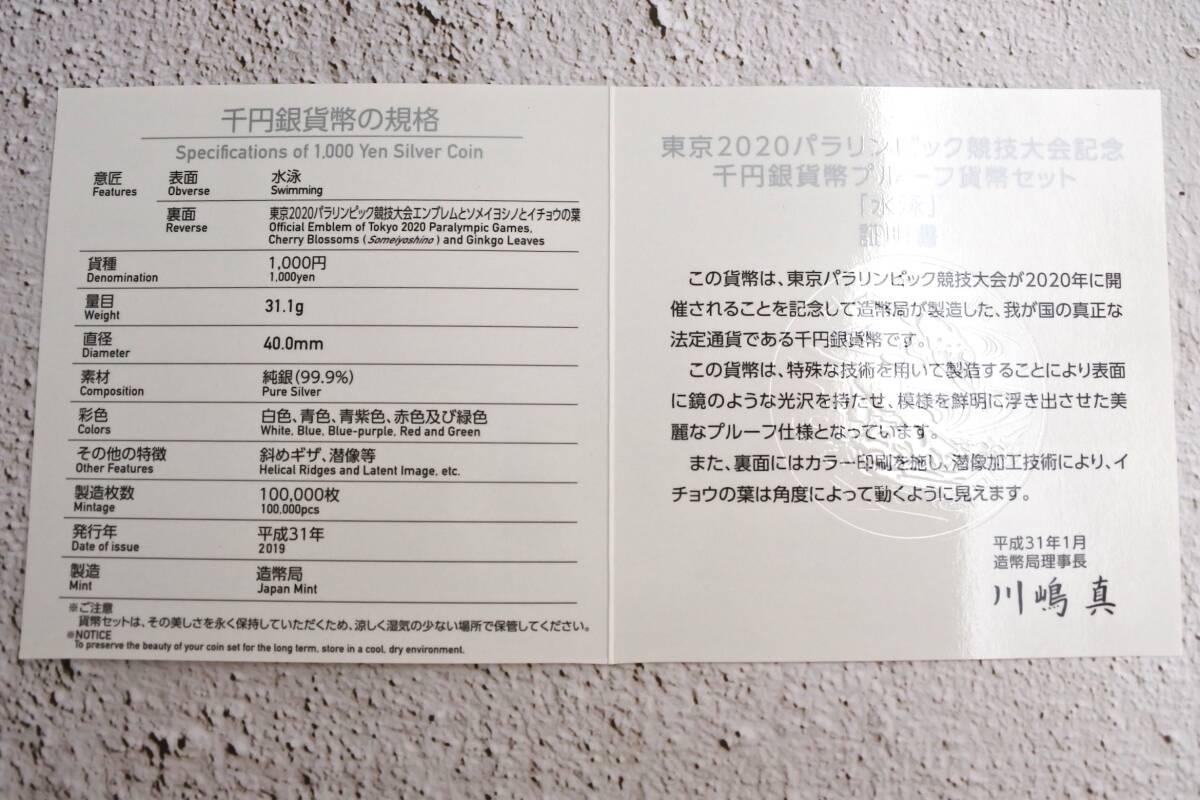 千円銀貨幣の規格
Specifications of 1,000 Yen Silver Coin
意匠 表面 水泳
Features Obverse Swimming
裏面 東京2020パラリンピック競技大会エンブレムとソメイヨシノとイチョウの葉
Reverse Official Emblem of Tokyo 2020 Paralympic Games,
Cherry Blossoms (Someiyoshino) and Ginkgo Leaves
貨種 1,000円
Denomination 1,000yen
量目 31.1g
Weight
直径 40.0mm
Diameter
素材 純銀(99.9%)
Composition Pure Silver
彩色 白色、青色、青紫色、赤色及び緑色
Colors White, Blue, Blue-purple, Red and Green
その他の特徴 斜めギザ、潜像等
Other Features Helical Ridges and Latent Image, etc.
製造枚数 100,000枚
Mintage 100,000pcs
発行年 平成31年
Date of issue 2019
製造 造幣局
Mint Japan Mint
※ご注意
貨幣セットは、その美しさを永く保持していただくため、涼しく湿気の少ない場所で保管してください。
※NOTICE
To preserve the beauty of your coin set for the long term, store in a cool, dry environment.
東京2020パラリンピック競技大会記念
千円銀貨幣プルーフ貨幣セット
「水泳」
証明書
この貨幣は、東京パラリンピック競技大会が2020年に開
催されることを記念して造幣局が製造した、我が国の真正な
法定通貨である千円銀貨幣です。
この貨幣は、特殊な技術を用いて製造することにより表面
に鏡のような光沢を持たせ、模様を鮮明に浮き出させた美
麗なプルーフ仕様となっています。
また、裏面にはカラー印刷を施し、潜像加工技術により、イ
チョウの葉は角度によって動くように見えます。
平成31年1月
造幣局理事長
川嶋 真